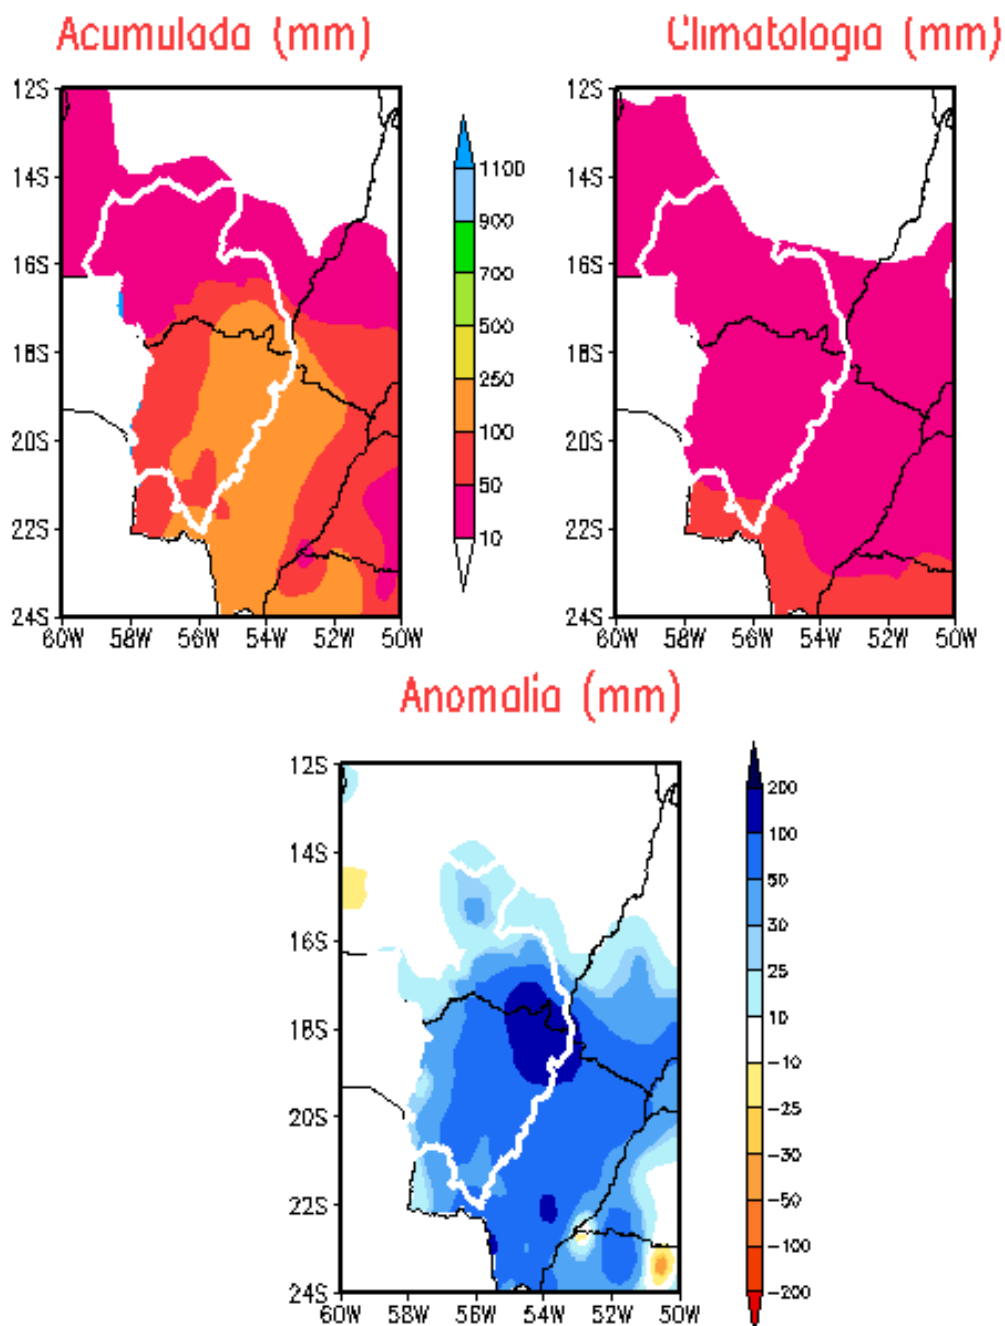 Acumulada (mm)
Climatologia (mm)
12S
14S
16S
18S
20S
22S
24S
60W 58W 56W 54W 52W 50W
1100
900
700
500
250
100
50
10
12S
14S
16S
18S
20S
22S
24S
60W 58W 56W 54W 52W 50W
Anomalia (mm)
12S
14S
16S
18S
20S
22S
24S
60W 58W 56W 54W 52W 50W
200
100
50
30
25
10
-10
-25
-30
-50
-100
-200